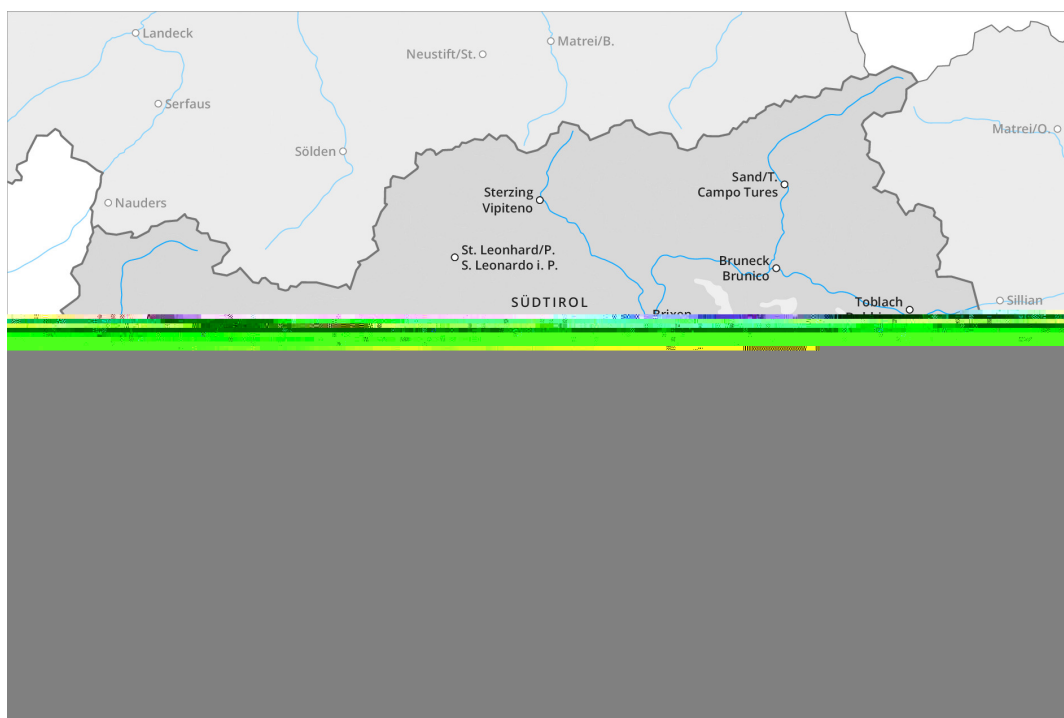 Landeck
Matrei/B.
Neustift/St.
Serfaus
Matrei/O.
Sölden
Sand/T.
Campo Tures
Sterzing
Vipiteno
Nauders
St. Leonhard/P.
S. Leonardo i. P.
Bruneck
Brunico
SÜDTIROL
Toblach
Sillian
Brixen